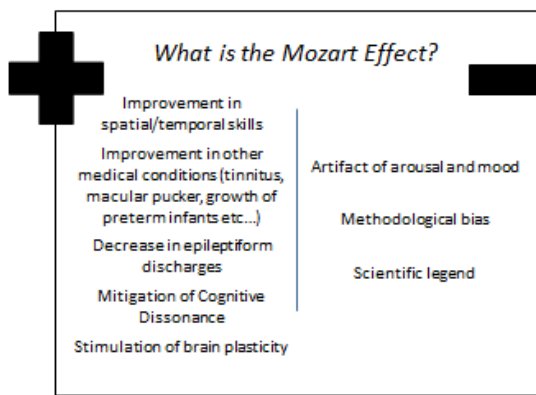 What is the Mozart Effect?
Improvement in
spatial/temporal skills
Improvement in other
medical conditions (tinnitus,
macular pucker, growth of
preterm infants etc...)
Decrease in epileptiform
discharges
Mitigation of Cognitive
Dissonance
Stimulation of brain plasticity
Artifact of arousal and mood
Methodological bias
Scientific legend